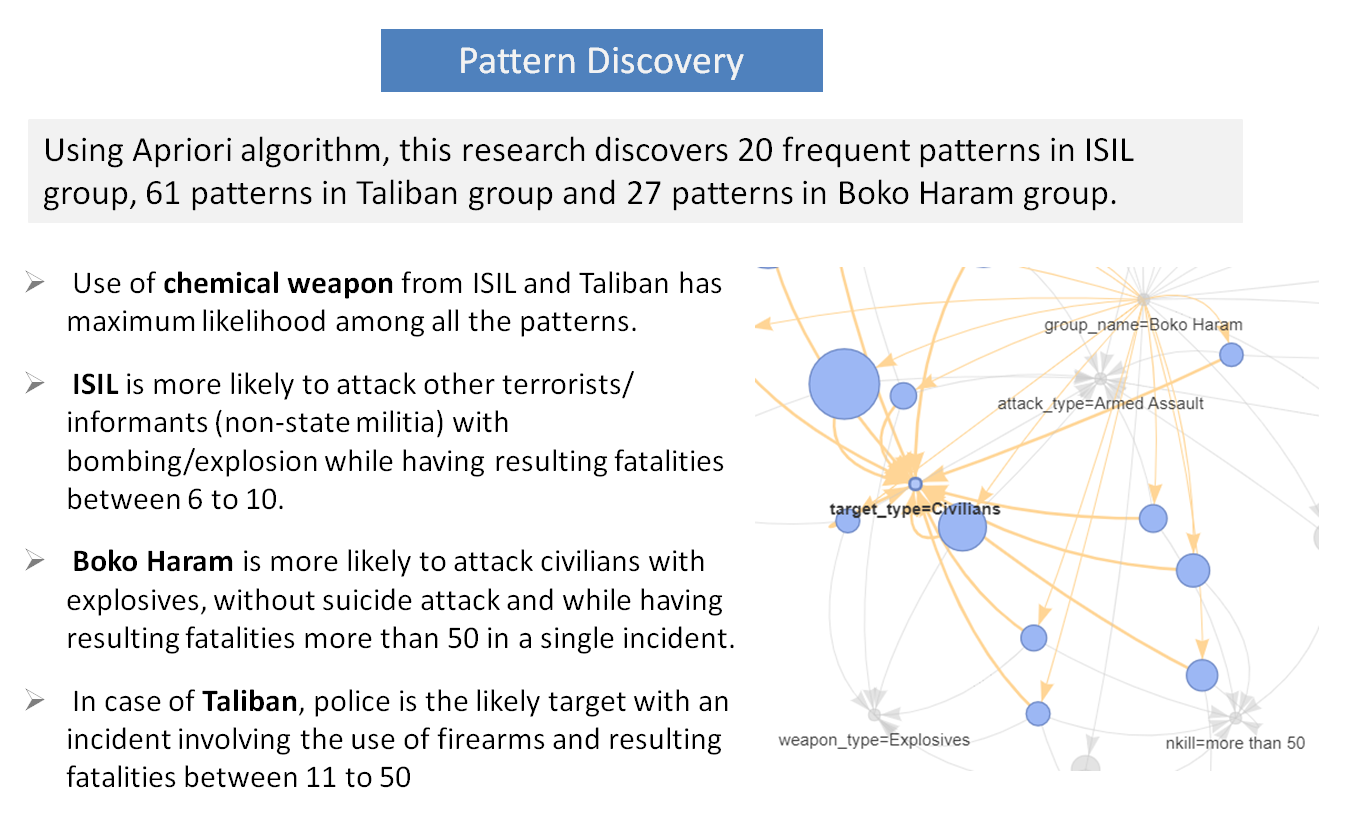 Pattern Discovery
Using Apriori algorithm, this research discovers 20 frequent patterns in ISIL
group, 61 patterns in Taliban group and 27 patterns in Boko Haram group.
Use of chemical weapon from ISIL and Taliban has
maximum likelihood among all the patterns.
ISIL is more likely to attack other terrorists/
informants (non-state militia) with
bombing/explosion while having resulting fatalities
between 6 to 10.
Boko Haram is more likely to attack civilians with
explosives, without suicide attack and while having
resulting fatalities more than 50 in a single incident.
In case of Taliban, police is the likely target with an
incident involving the use of firearms and resulting
fatalities between 11 to 50
group_name=Boko Haram
attack_type=Armed Assault
target_type=Civilians
weapon_type=Explosives
nkill=more than 50